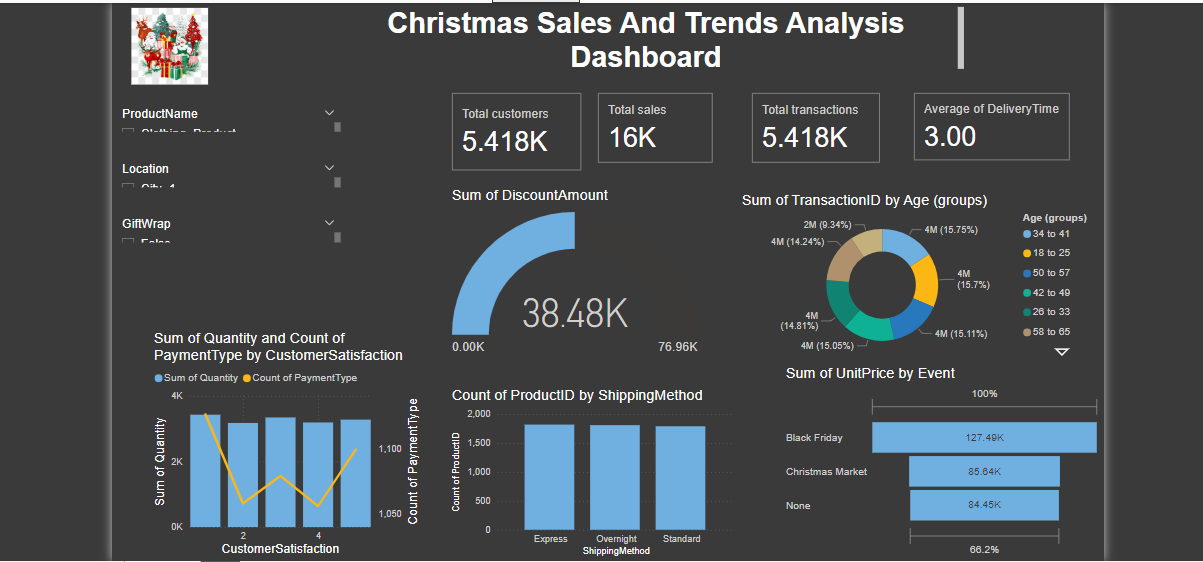 Christmas Sales And Trends Analysis
Dashboard
ProductName
Clothing_Product
Location
City_1
GiftWrap
False
Total customers
5.418K
Total sales
16K
Total transactions
5.418K
Average of DeliveryTime
3.00
Sum of DiscountAmount
38.48K
0.00K
76.96K
Sum of TransactionID by Age (groups)
2M (9.34%)
4M (15.75%)
4M (14.24%)
4M
(15.7%)
4M
(14.81%)
4M (15.11%)
4M (15.05%)
Age (groups)
34 to 41
18 to 25
50 to 57
42 to 49
26 to 33
58 to 65
Sum of Quantity and Count of
PaymentType by CustomerSatisfaction
Sum of Quantity
Count of PaymentType
4K
2K
0K
Sum of Quantity
1,100
1,050
Count of PaymentType
2
4
CustomerSatisfaction
Count of ProductID by ShippingMethod
2,000
1,500
1,000
500
0
Count of ProductID
Express
Overnight
Standard
ShippingMethod
Sum of UnitPrice by Event
100%
Black Friday
127.49K
Christmas Market
85.64K
None
84.45K
66.2%